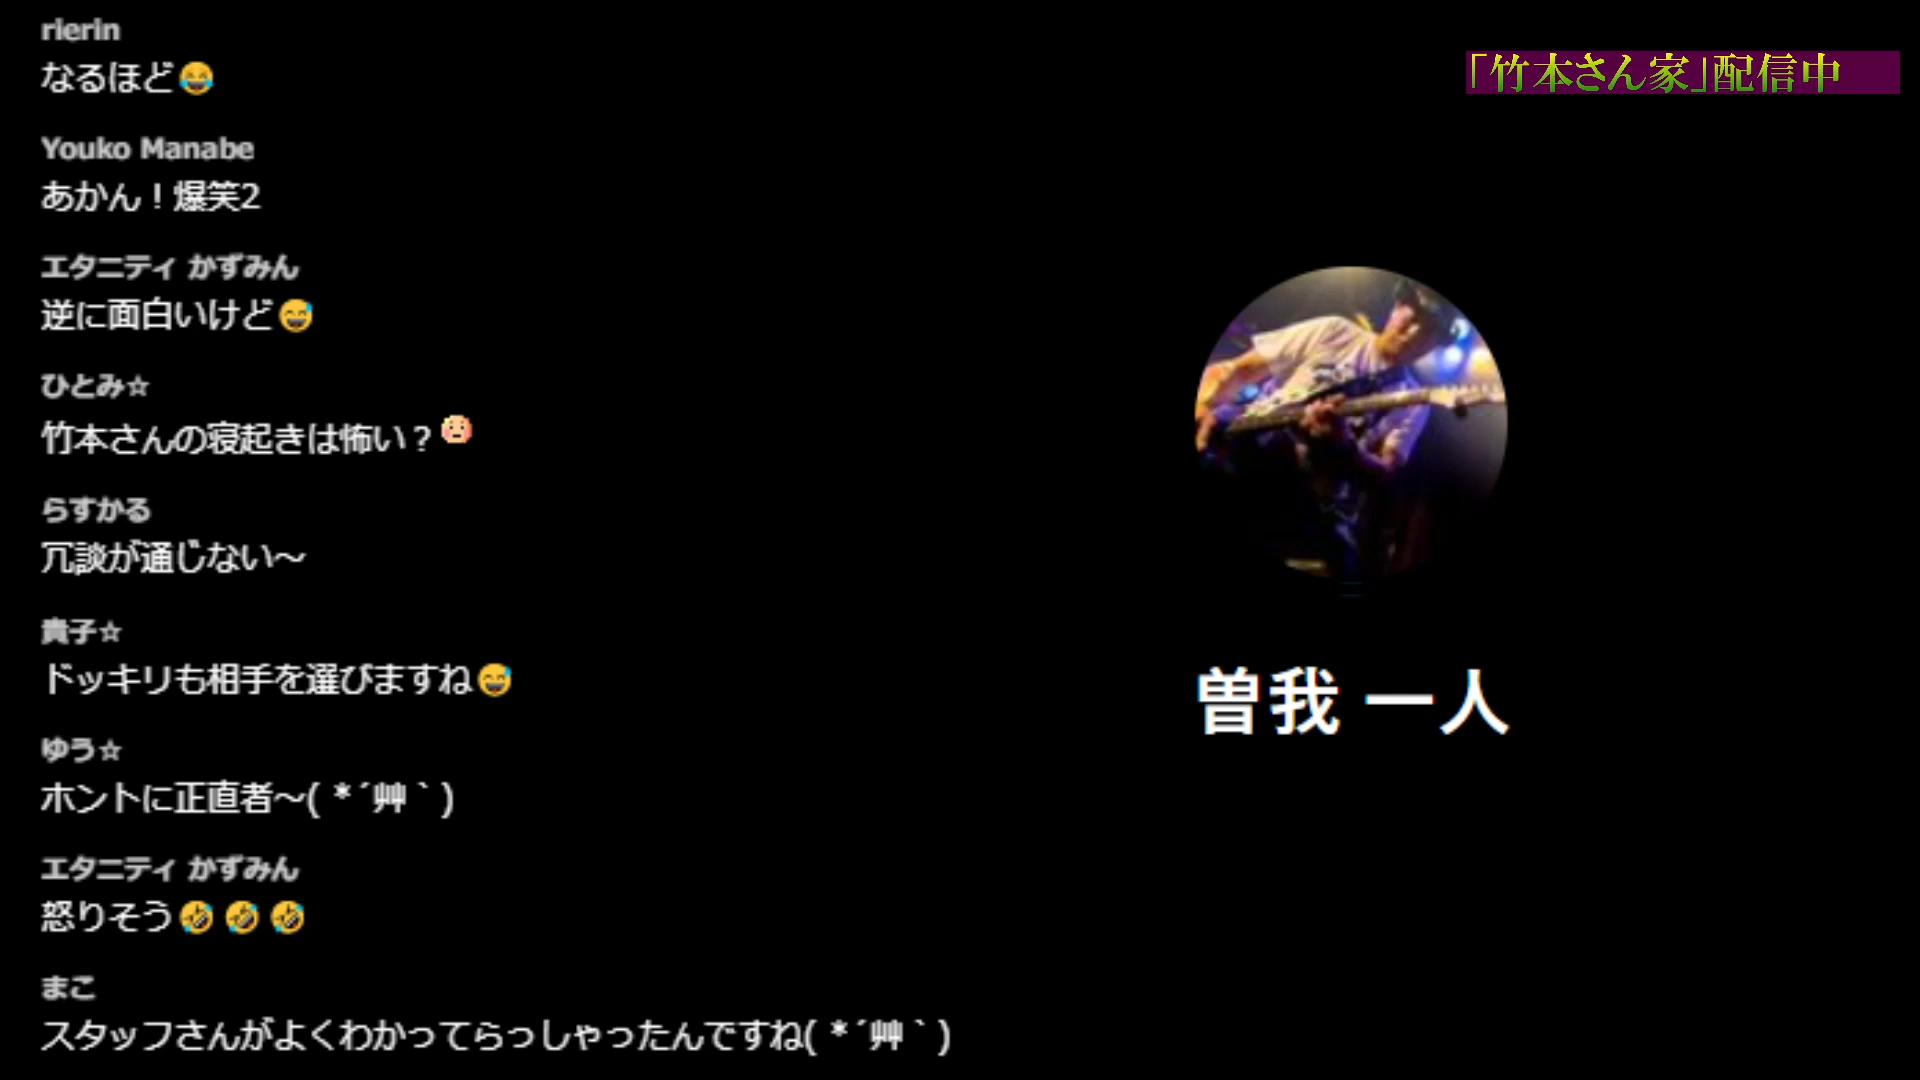 rierin
なるほど😂
Youko Manabe
あかん！爆笑2
エタニティ かずみん
逆に面白いけど😅
ひとみ☆
竹本さんの寝起きは怖い？
らすかる
冗談が通じない～
貴子☆
ドッキリも相手を選びますね😅
ゆう☆
ホントに正直者～( *´艸｀)
エタニティ かずみん
怒りそう🤣🤣🤣
まこ
スタッフさんがよくわかってらっしゃったんですね( *´艸｀)
「竹本さん家」配信中
曽我 一人